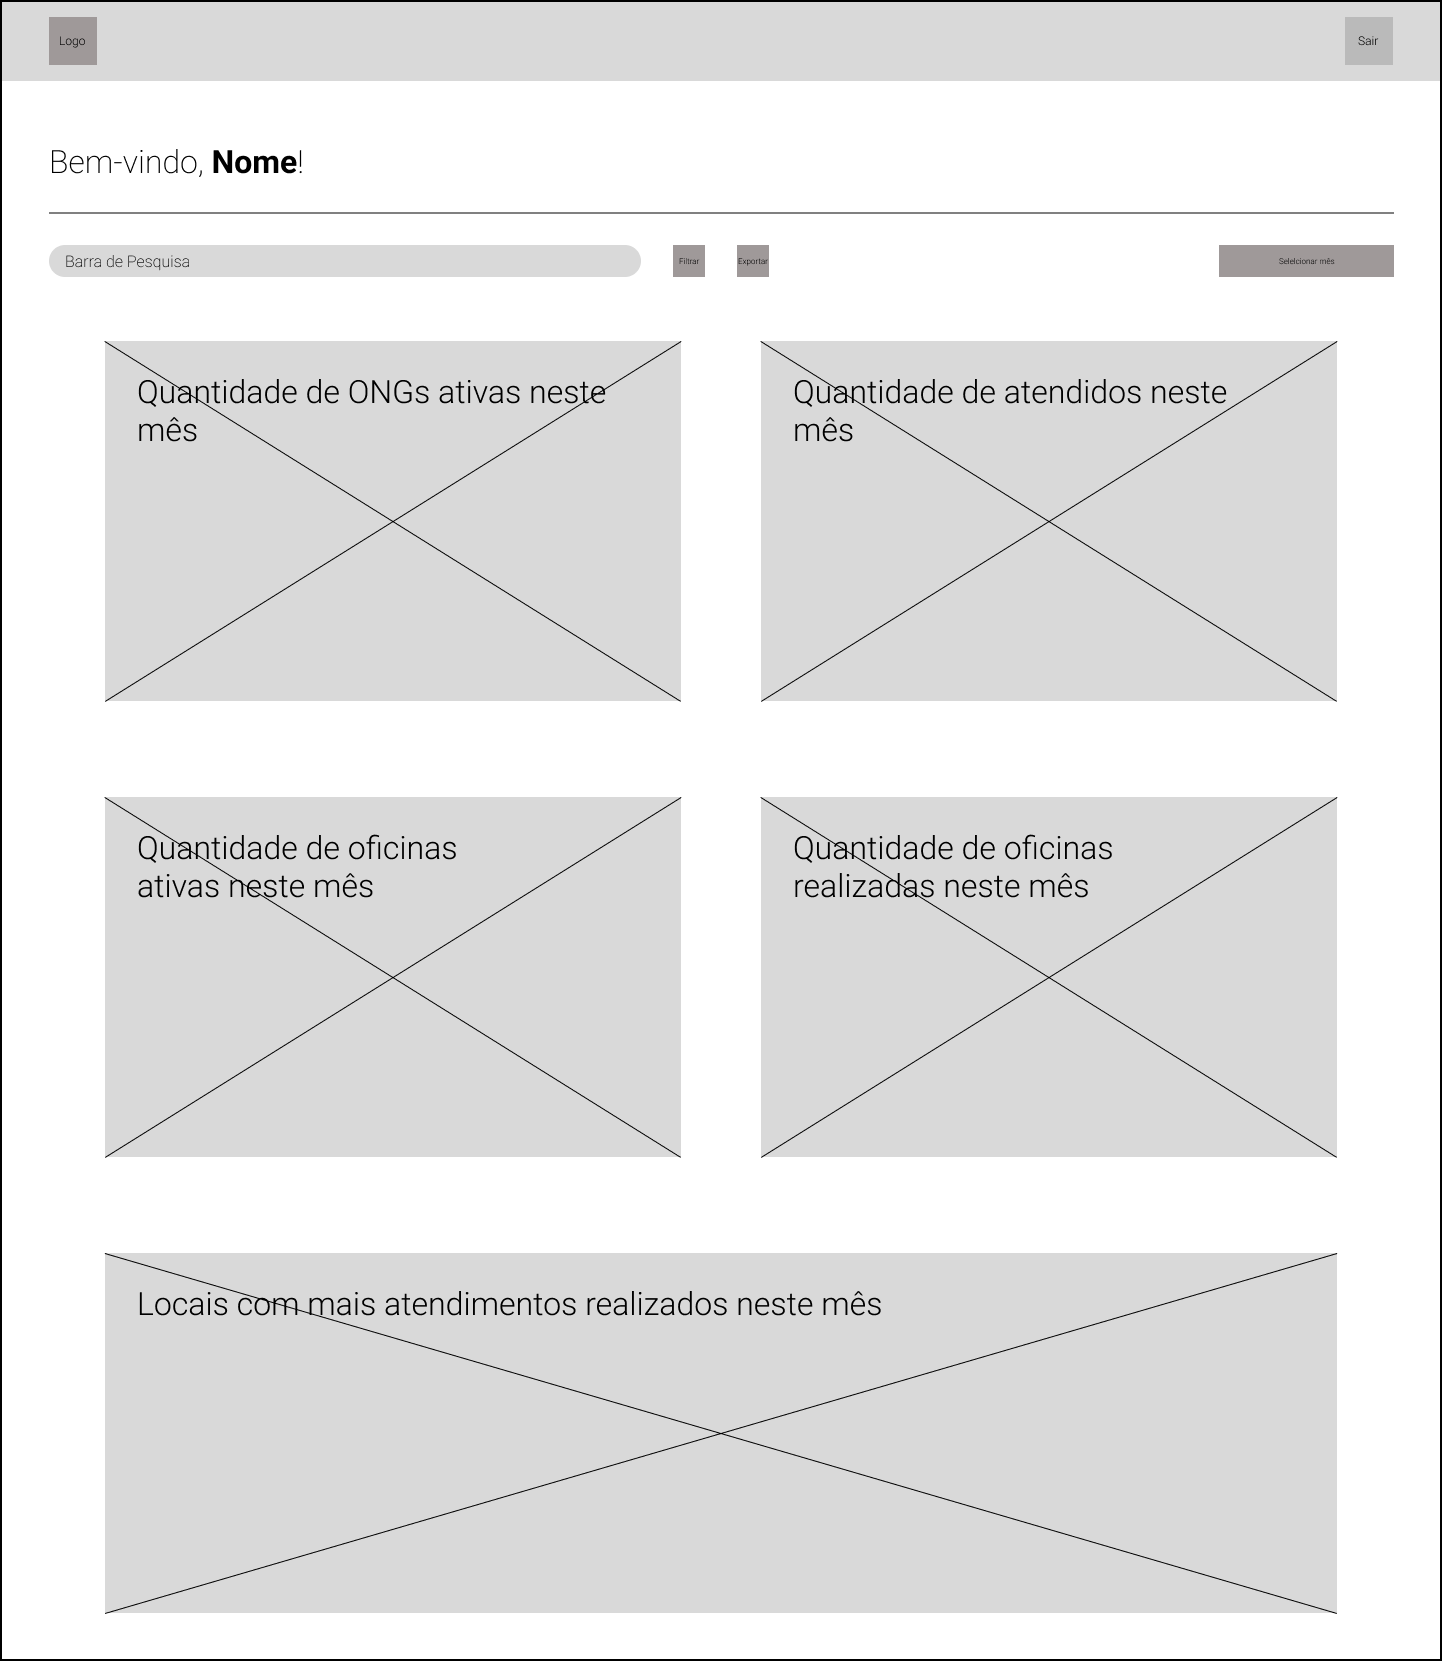 Logo
Sair
Bem-vindo, Nome!
Barra de Pesquisa
Filtrar
Exportar
Selelcionar mês
Quantidade de ONGs ativas neste
mês
Quantidade de atendidos neste
mês
Quantidade de oficinas
ativas neste mês
Quantidade de oficinas
realizadas neste mês
Locais com mais atendimentos realizados neste mês